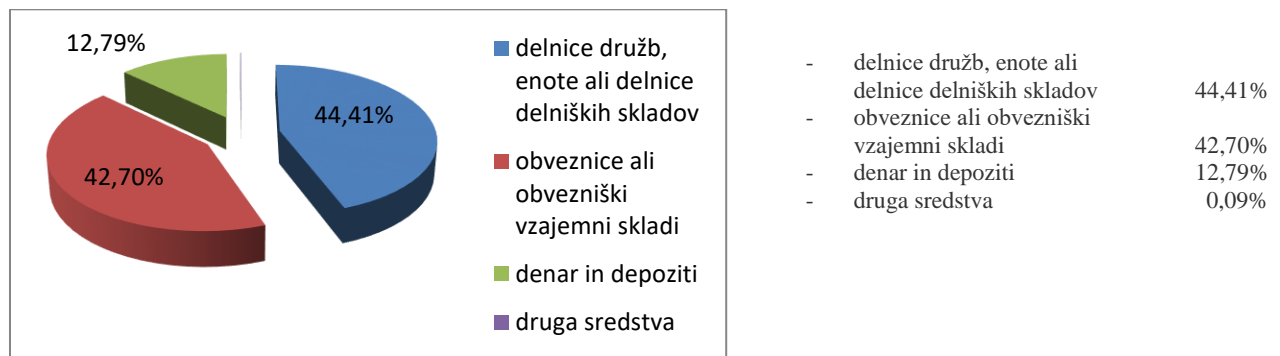 12,79%
44,41%
42,70%
delnice družb,
enote ali delnice
delniških skladov
obveznice ali
obvezniški
vzajemni skladi
denar in depoziti
druga sredstva
- delnice družb, enote ali
delnice delniških skladov 44,41%
- obveznice ali obvezniški
vzajemni skladi 42,70%
- denar in depoziti 12,79%
- druga sredstva 0,09%